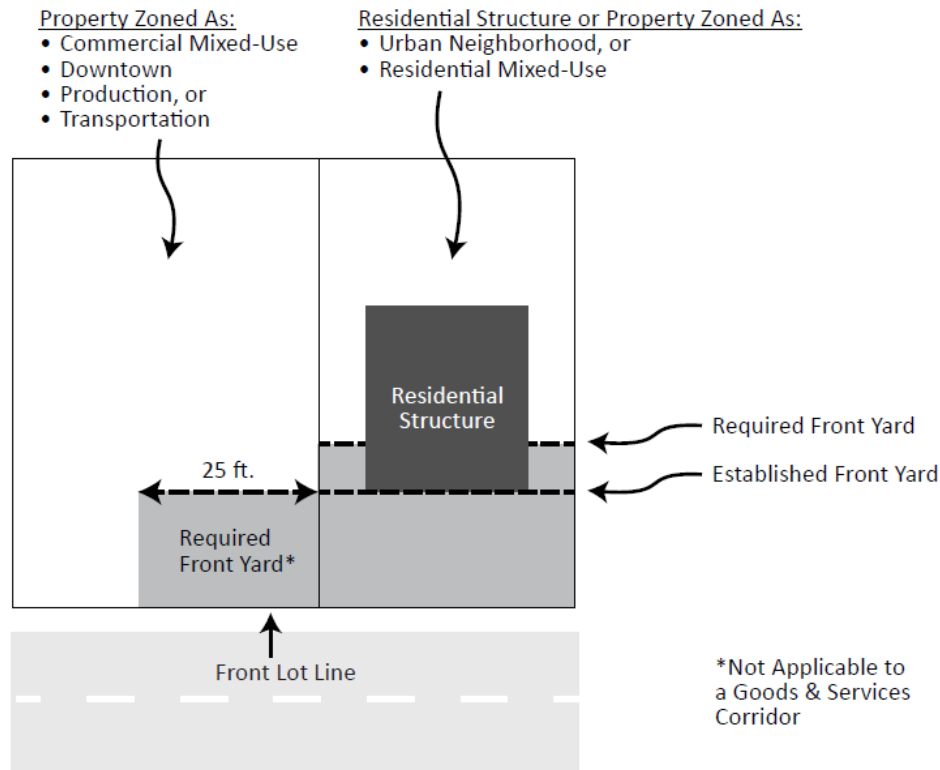 Property Zoned As:
• Commercial Mixed-Use
• Downtown
• Production, or
• Transportation
Residential Structure or Property Zoned As:
• Urban Neighborhood, or
• Residential Mixed-Use
Residential
Structure
Required Front Yard
Established Front Yard
25 ft.
Required
Front Yard*
Front Lot Line
*Not Applicable to
a Goods & Services
Corridor